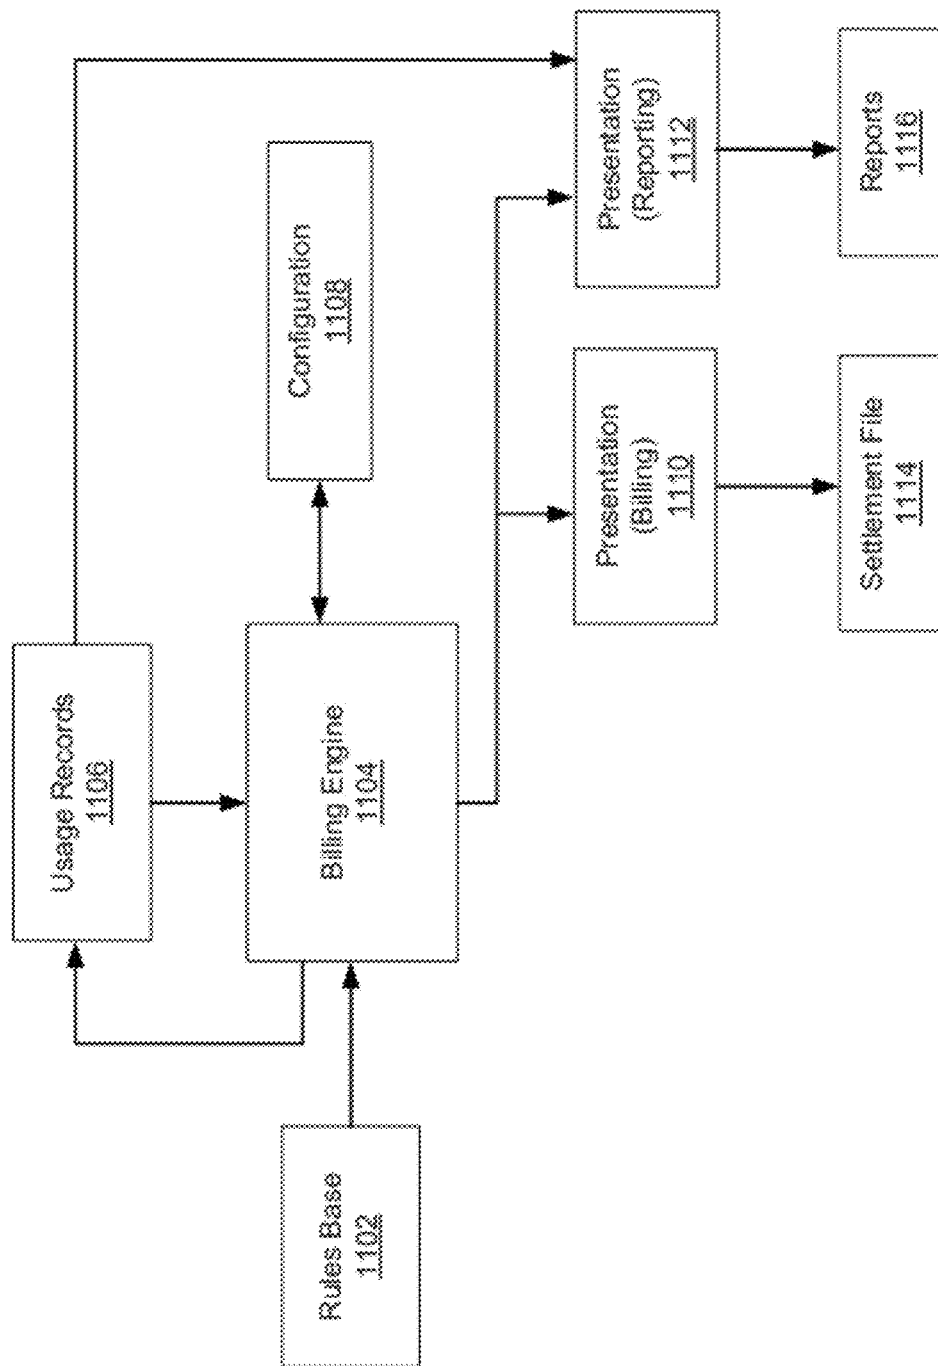 Usage Records
1106
Rules Base
1102
Billing Engine
1104
Configuration
1108
Presentation
(Billing)
1110
Presentation
(Reporting)
1112
Settlement File
1114
Reports
1116